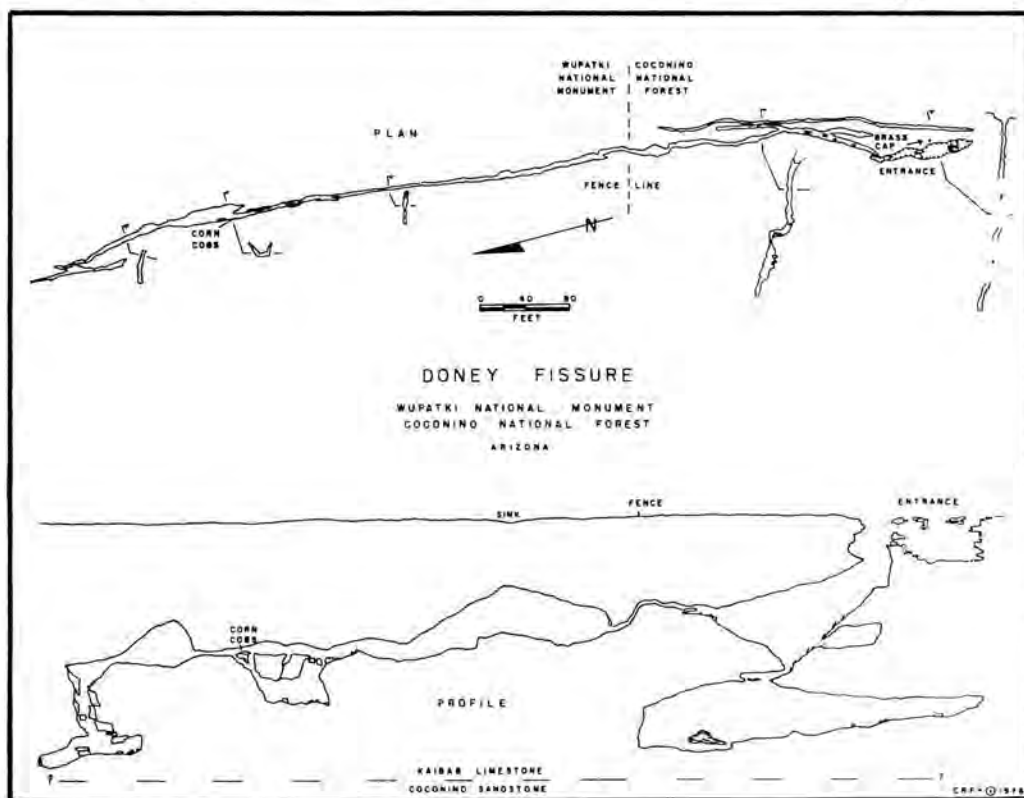 WUPATKI
NATIONAL
MONUMENT
COCONINO
NATIONAL
FOREST
PLAN
BRASS
CAP
ENTRANCE
FENCE LINE
CORN
COBS
N
0 40 80
FEET
DONEY FISSURE
WUPATKI NATIONAL MONUMENT
COCONINO NATIONAL FOREST
ARIZONA
SINK
FENCE
ENTRANCE
CORN
COBS
PROFILE
? ?
KAIBAB LIMESTONE
COCONINO SANDSTONE